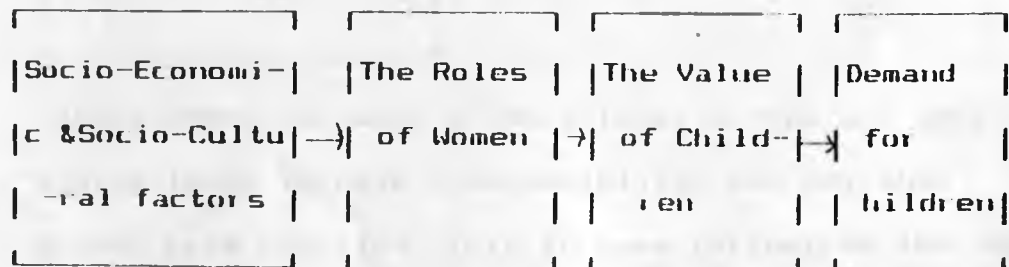 Socio-Economi-
c &Socio-Cultu
-ral factors
The Roles
of Women
The Value
of Child-
ren
Demand
for
hildren